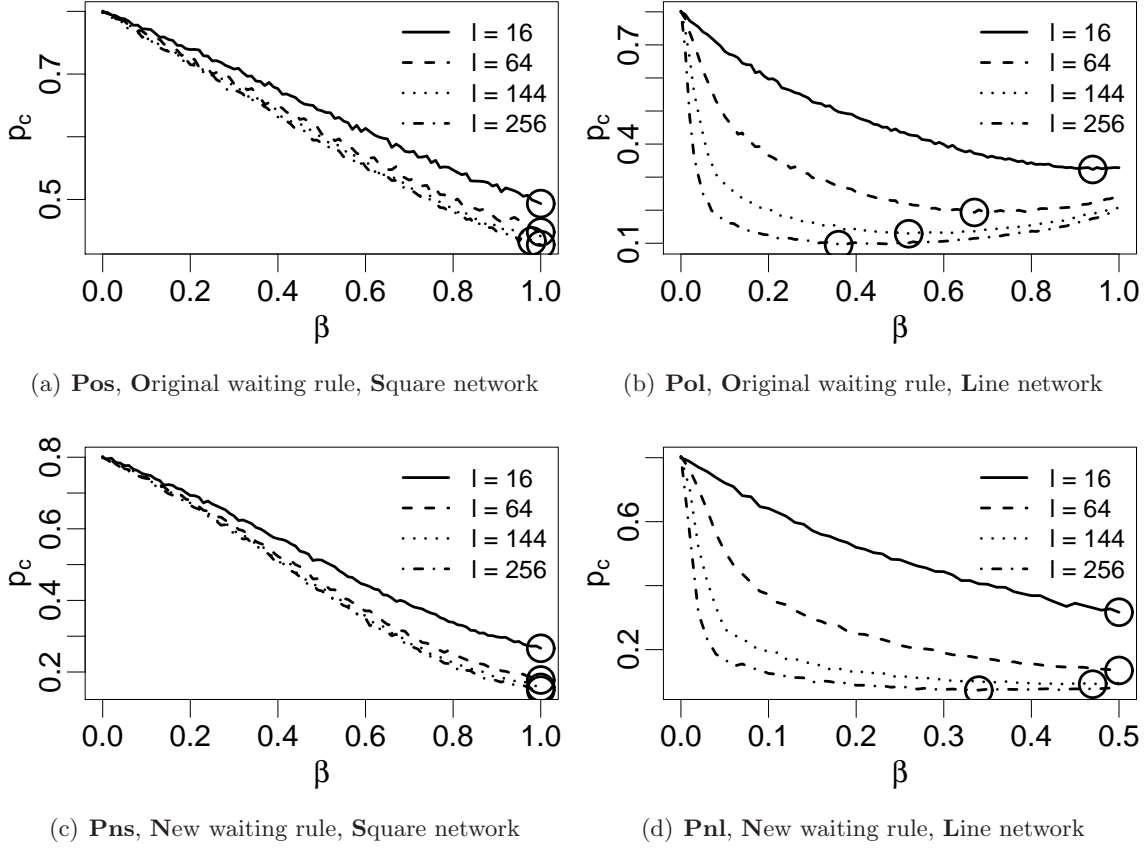 p_c
0.5 0.7
l = 16
l = 64
l = 144
l = 256
0.0 0.2 0.4 0.6 0.8 1.0
β
(a) Pos, Original waiting rule, Square network
p_c
0.1 0.4 0.7
l = 16
l = 64
l = 144
l = 256
0.0 0.2 0.4 0.6 0.8 1.0
β
(b) Pol, Original waiting rule, Line network
p_c
0.2 0.4 0.6 0.8
l = 16
l = 64
l = 144
l = 256
0.0 0.2 0.4 0.6 0.8 1.0
β
(c) Pns, New waiting rule, Square network
p_c
0.2 0.6
l = 16
l = 64
l = 144
l = 256
0.0 0.1 0.2 0.3 0.4 0.5
β
(d) Pnl, New waiting rule, Line network